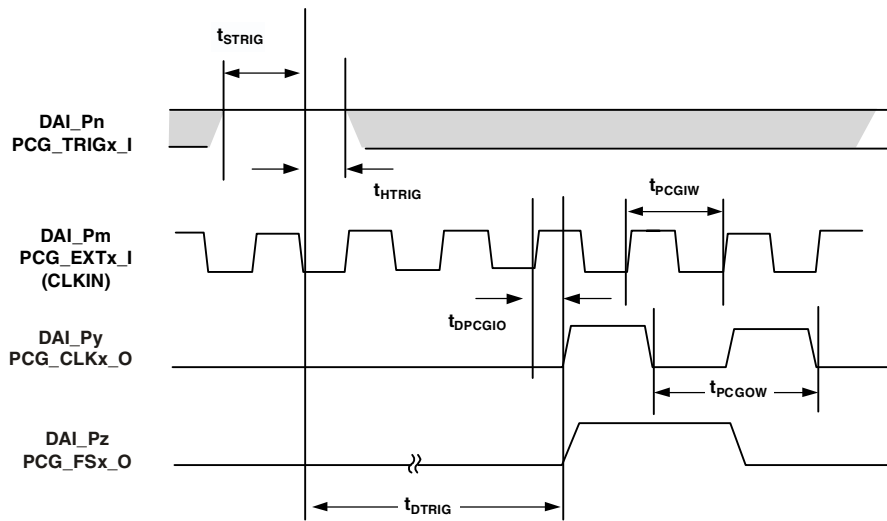 tSTRIG
DAI_Pn
PCG_TRIGx_I
tHTRIG
tPCGIW
DAI_Pm
PCG_EXTx_I
(CLKIN)
tDPCGIO
DAI_Py
PCG_CLKx_O
tPCGOW
DAI_Pz
PCG_FSx_O
tDTRIG